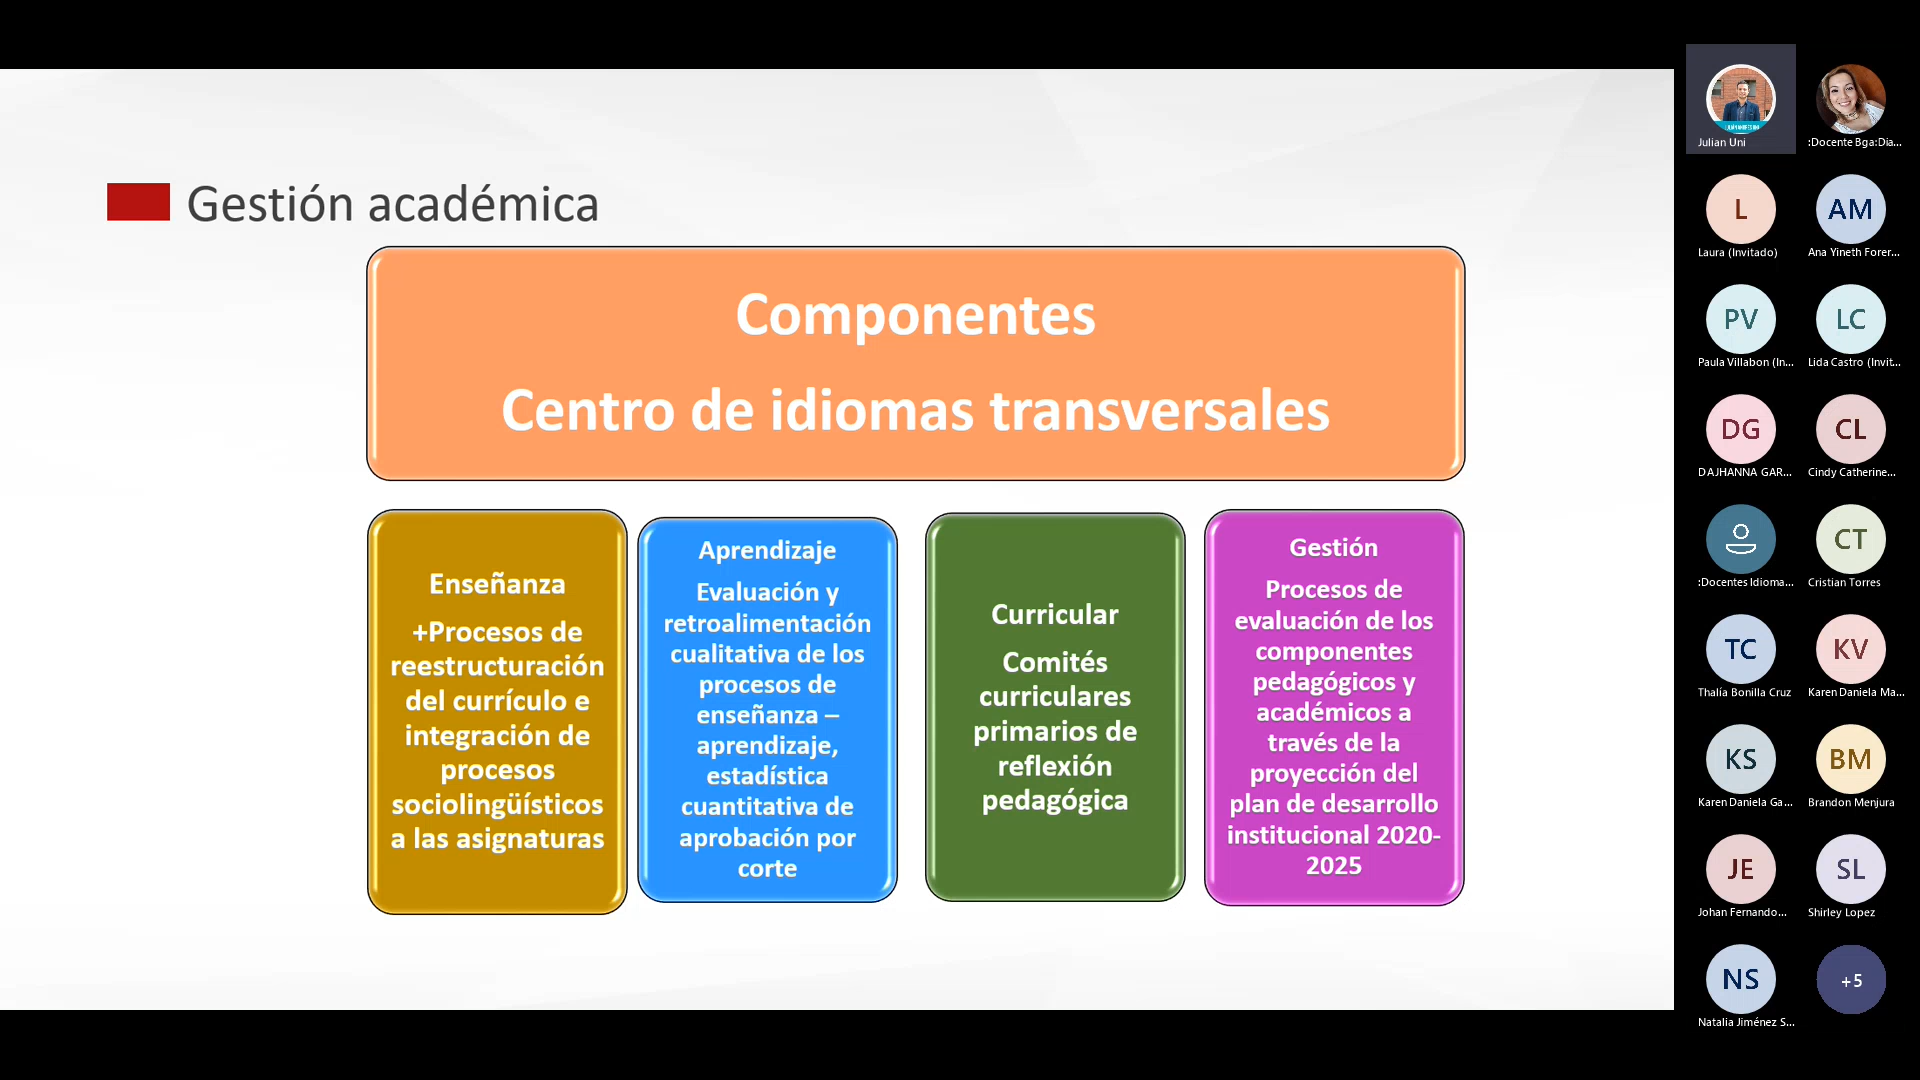 Gestión académica
Componentes
Centro de idiomas transversales
Enseñanza
+Procesos de
reestructuración
del currículo e
integración de
procesos
sociolingüísticos
a las asignaturas
Aprendizaje
Evaluación y
retroalimentación
cualitativa de los
procesos de
enseñanza –
aprendizaje,
estadística
cuantitativa de
aprobación por
corte
Curricular
Comités
curriculares
primarios de
reflexión
pedagógica
Gestión
Procesos de
evaluación de los
componentes
pedagógicos y
académicos a
través de la
proyección del
plan de desarrollo
institucional 2020-
2025
Julian Uni
:Docente Bga:Dia...
L
Laura (Invitado)
AM
Ana Yineth Forer...
PV
Paula Villabon (In...
LC
Lida Castro (Invit...
DG
DAJHANNA GAR...
CL
Cindy Catherine...
:Docentes Idioma...
CT
Cristian Torres
TC
Thalía Bonilla Cruz
KV
Karen Daniela Ma...
KS
Karen Daniela Ga...
BM
Brandon Menjura
JE
Johan Fernando...
SL
Shirley Lopez
NS
Natalia Jiménez S...
+5